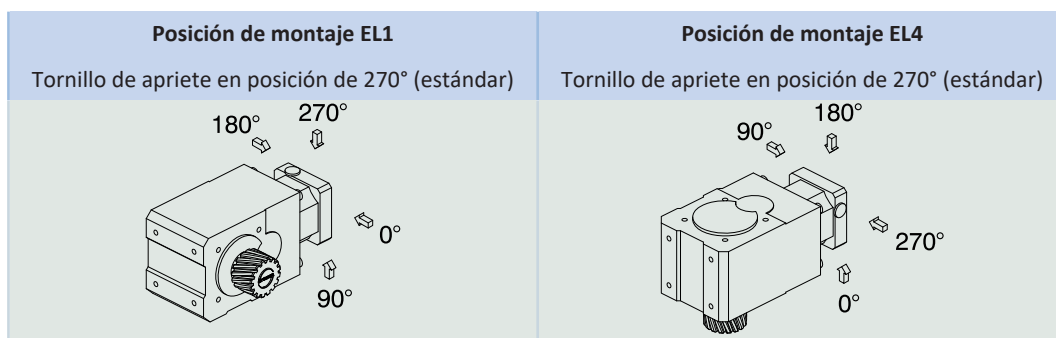 Posición de montaje EL1
Posición de montaje EL4
Tornillo de apriete en posición de 270° (estándar)
Tornillo de apriete en posición de 270° (estándar)
180°
270°
0°
90°
90°
180°
270°
0°